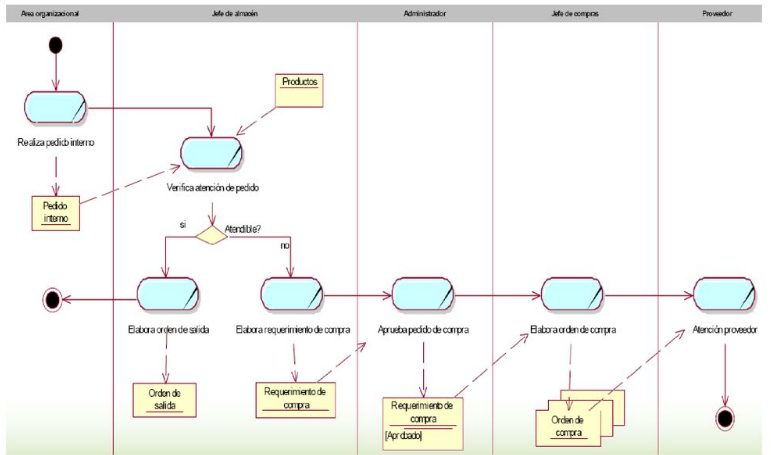 Area organizacional
Jefe de almacén
Administrador
Jefe de compras
Proveedor
Productos
Realiza pedido interno
Verifica atención de pedido
Pedido
interno
si
Atendible?
no
Elabora orden de salida
Elabora requerimiento de compra
Aprueba pedido de compra
Elabora orden de compra
Atención proveedor
Orden de
salida
Requerimiento de
compra
Requerimiento de
compra
[Aprobado]
Orden de
compra